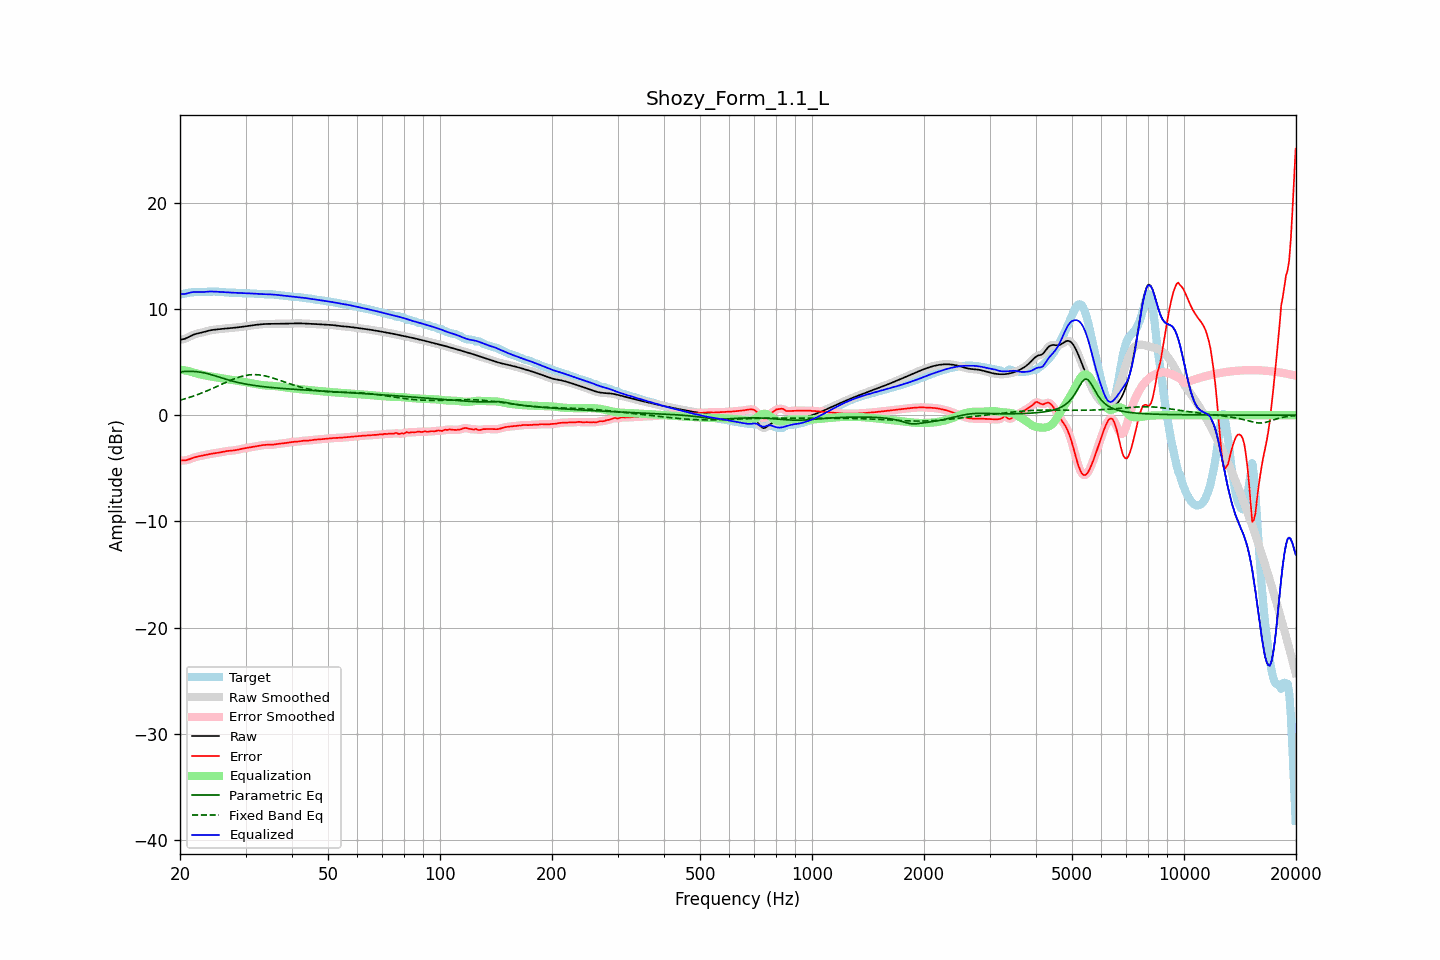 Shozy_Form_1.1_L
Amplitude (dBr)
20
10
0
−10
−20
−30
−40
Target
Raw Smoothed
Error Smoothed
Raw
Error
Equalization
Parametric Eq
Fixed Band Eq
Equalized
20 50 100 200 500 1000 2000 5000 10000 20000
Frequency (Hz)